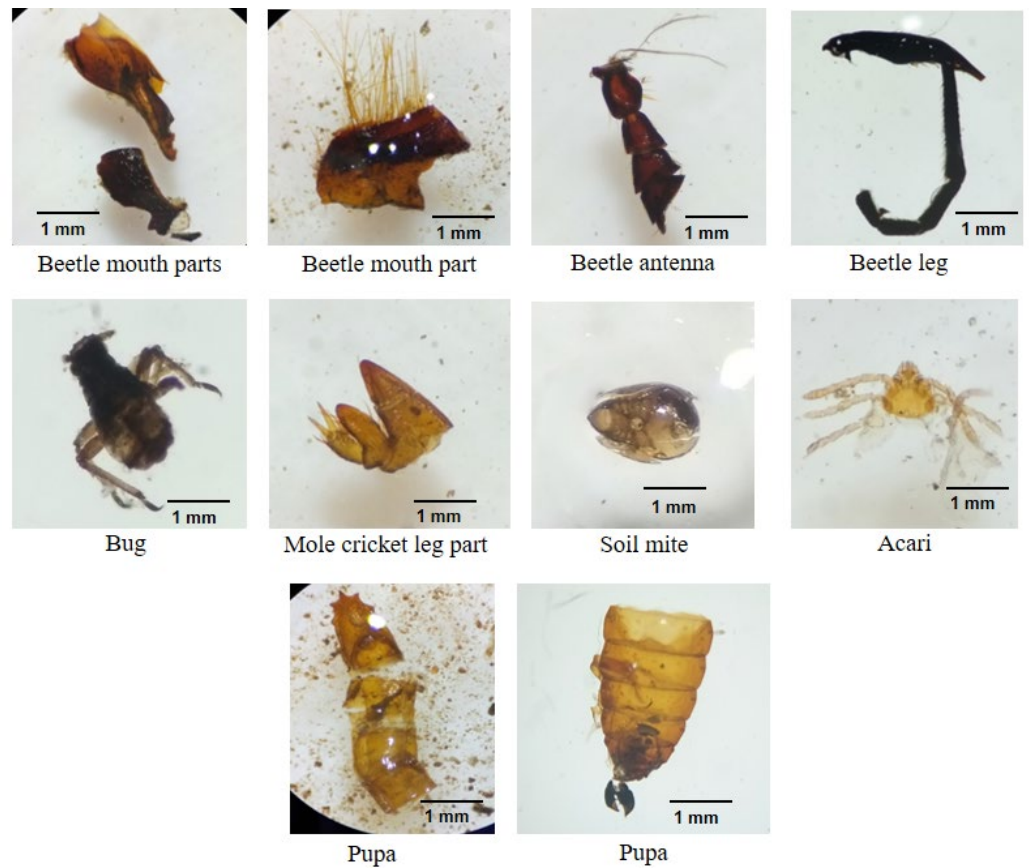 1 mm
1 mm
1 mm
1 mm
Beetle mouth parts
Beetle mouth part
Beetle antenna
Beetle leg
1 mm
1 mm
1 mm
1 mm
Bug
Mole cricket leg part
Soil mite
Acari
1 mm
1 mm
Pupa
Pupa